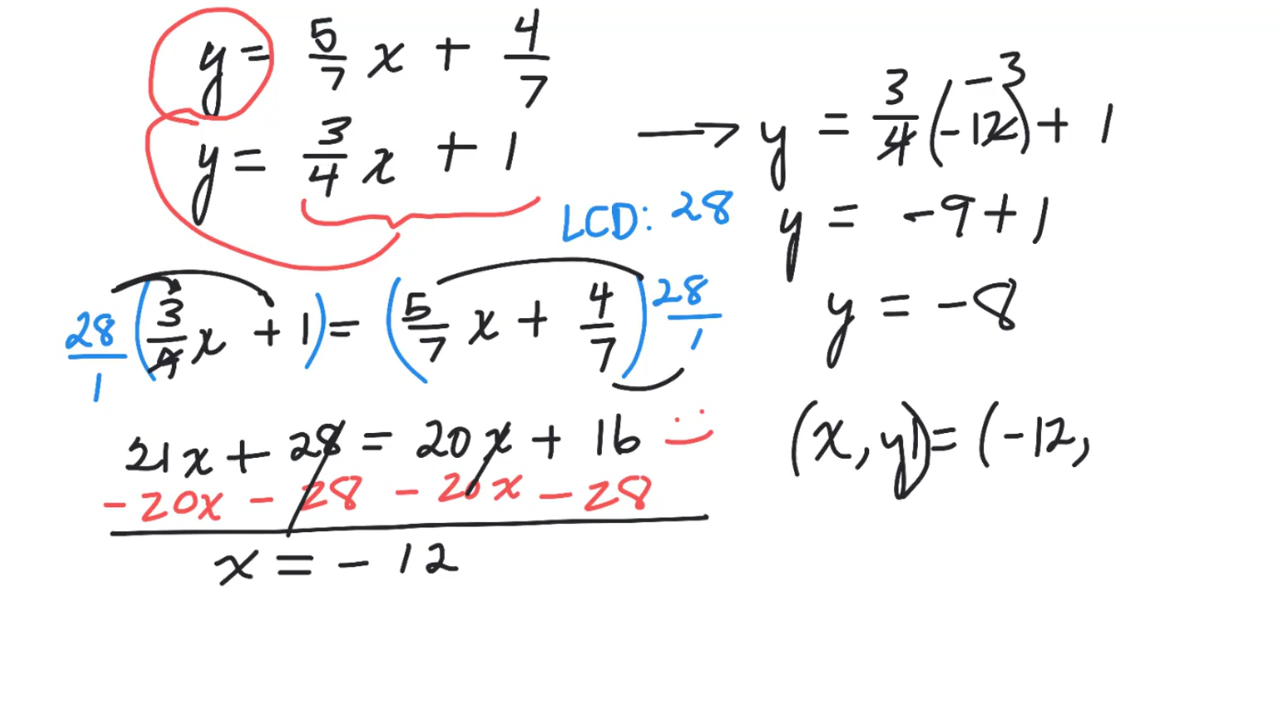 y = 5/7 x + 4/7
y = 3/4 x + 1
LCD: 28
28/1 (3/4 x + 1) = (5/7 x + 4/7) 28/1
21x + 28 = 20x + 16
- 20x - 28 - 20x - 28
x = - 12
→ y = 3/4 (-12) + 1
-3
y = -9 + 1
y = -8
(x, y) = (-12,